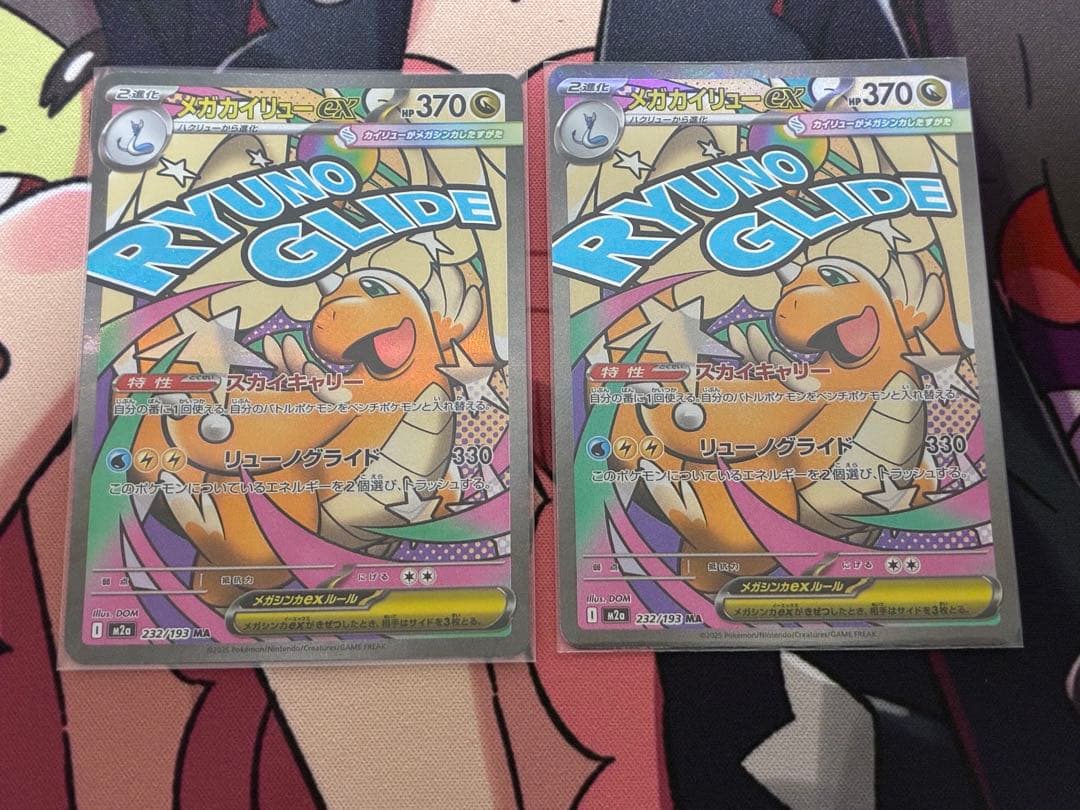 2進化
メガカイリューex
HP370
ハクリューから進化
カイリューがメガシンカしたすがた
RYUNO
GLIDE
特性 とくせい
スカイキャリー
自分の番に1回使える。自分のバトルポケモンをベンチポケモンと入れ替える。
リューノグライド 330
このポケモンについているエネルギーを2個選び、トラッシュする。
弱点 抵抗力 にげる
メガシンカexルール
メガシンカexがきぜつしたとき、相手はサイドを3枚とる。
Illus. DOM
I m2a 232/193 MA
©2025 Pokémon/Nintendo/Creatures/GAME FREAK
2進化
メガカイリューex
HP370
ハクリューから進化
カイリューがメガシンカしたすがた
RYUNO
GLIDE
特性 とくせい
スカイキャリー
自分の番に1回使える。自分のバトルポケモンをベンチポケモンと入れ替える。
リューノグライド 330
このポケモンについているエネルギーを2個選び、トラッシュする。
弱点 抵抗力 にげる
メガシンカexルール
メガシンカexがきぜつしたとき、相手はサイドを3枚とる。
Illus. DOM
I m2a 232/193 MA
©2025 Pokémon/Nintendo/Creatures/GAME FREAK